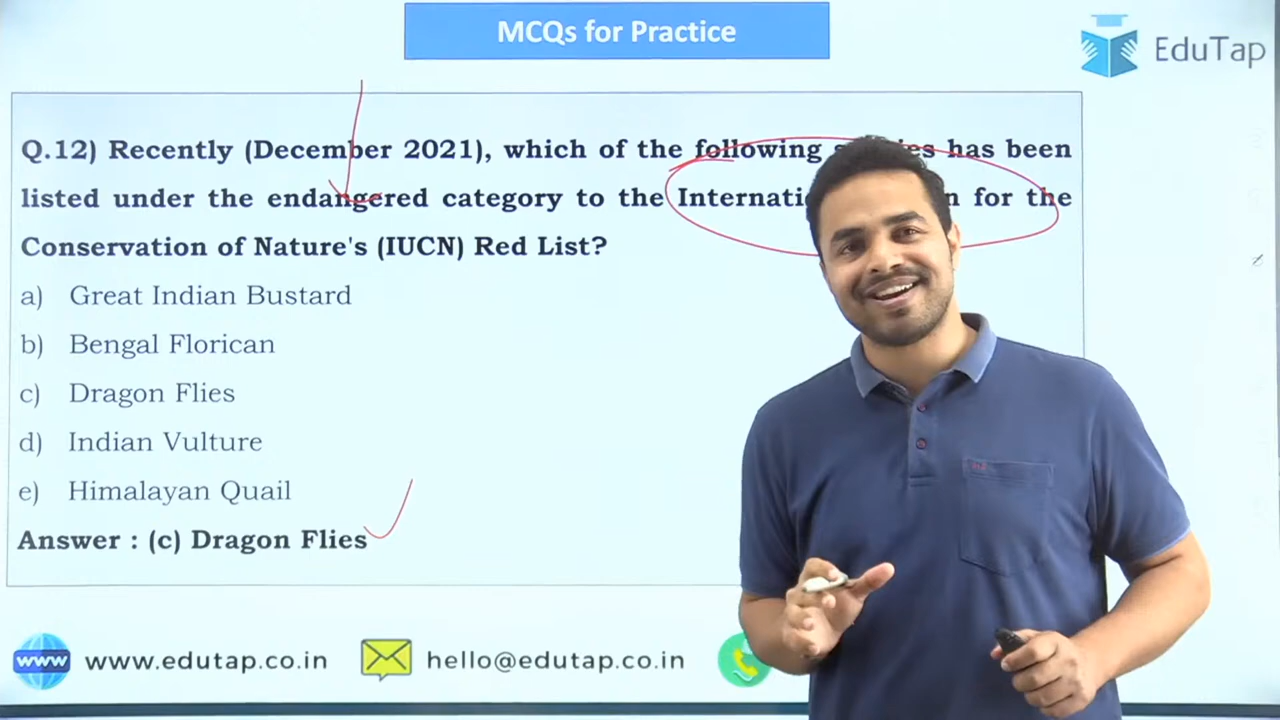 MCQs for Practice
EduTap
Q.12) Recently (December 2021), which of the following has been
listed under the endangered category to the for the
Conservation of Nature's (IUCN) Red List?
a) Great Indian Bustard
b) Bengal Florican
c) Dragon Flies
d) Indian Vulture
e) Himalayan Quail
Answer : (c) Dragon Flies
www www.edutap.co.in hello@edutap.co.in